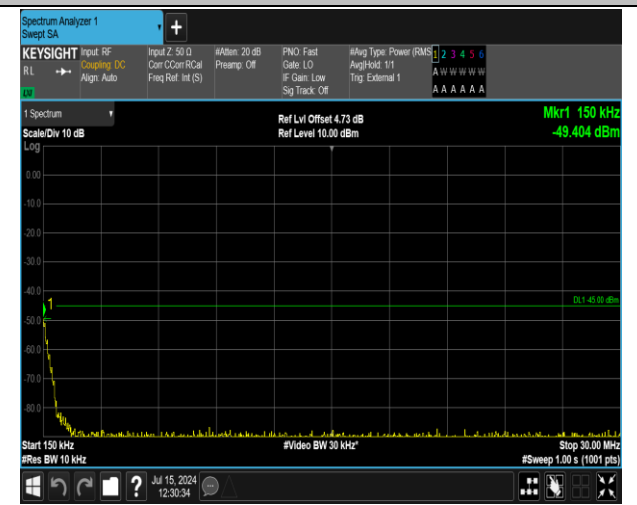 Spectrum Analyzer 1
Swept SA
KEYSIGHT
RL
Input: RF
Coupling: DC
Align: Auto
Input Z: 50 Ω
Corr CCorr RCal
Freq Ref: Int (S)
#Atten: 20 dB
Preamp: Off
PNO: Fast
Gate: LO
IF Gain: Low
Sig Track: Off
#Avg Type: Power (RMS
Avg|Hold: 1/1
Trig: External 1
1 2 3 4 5 6
A W W W W W
A A A A A A
1 Spectrum
Scale/Div 10 dB
Ref Lvl Offset 4.73 dB
Ref Level 10.00 dBm
Mkr1 150 kHz
-49.404 dBm
Log
0.00
-10.0
-20.0
-30.0
-40.0
-50.0
-60.0
-70.0
-80.0
1
DL1 -45.00 dBm
Start 150 kHz
#Res BW 10 kHz
#Video BW 30 kHz*
Stop 30.00 MHz
#Sweep 1.00 s (1001 pts)
?
Jul 15, 2024
12:30:34